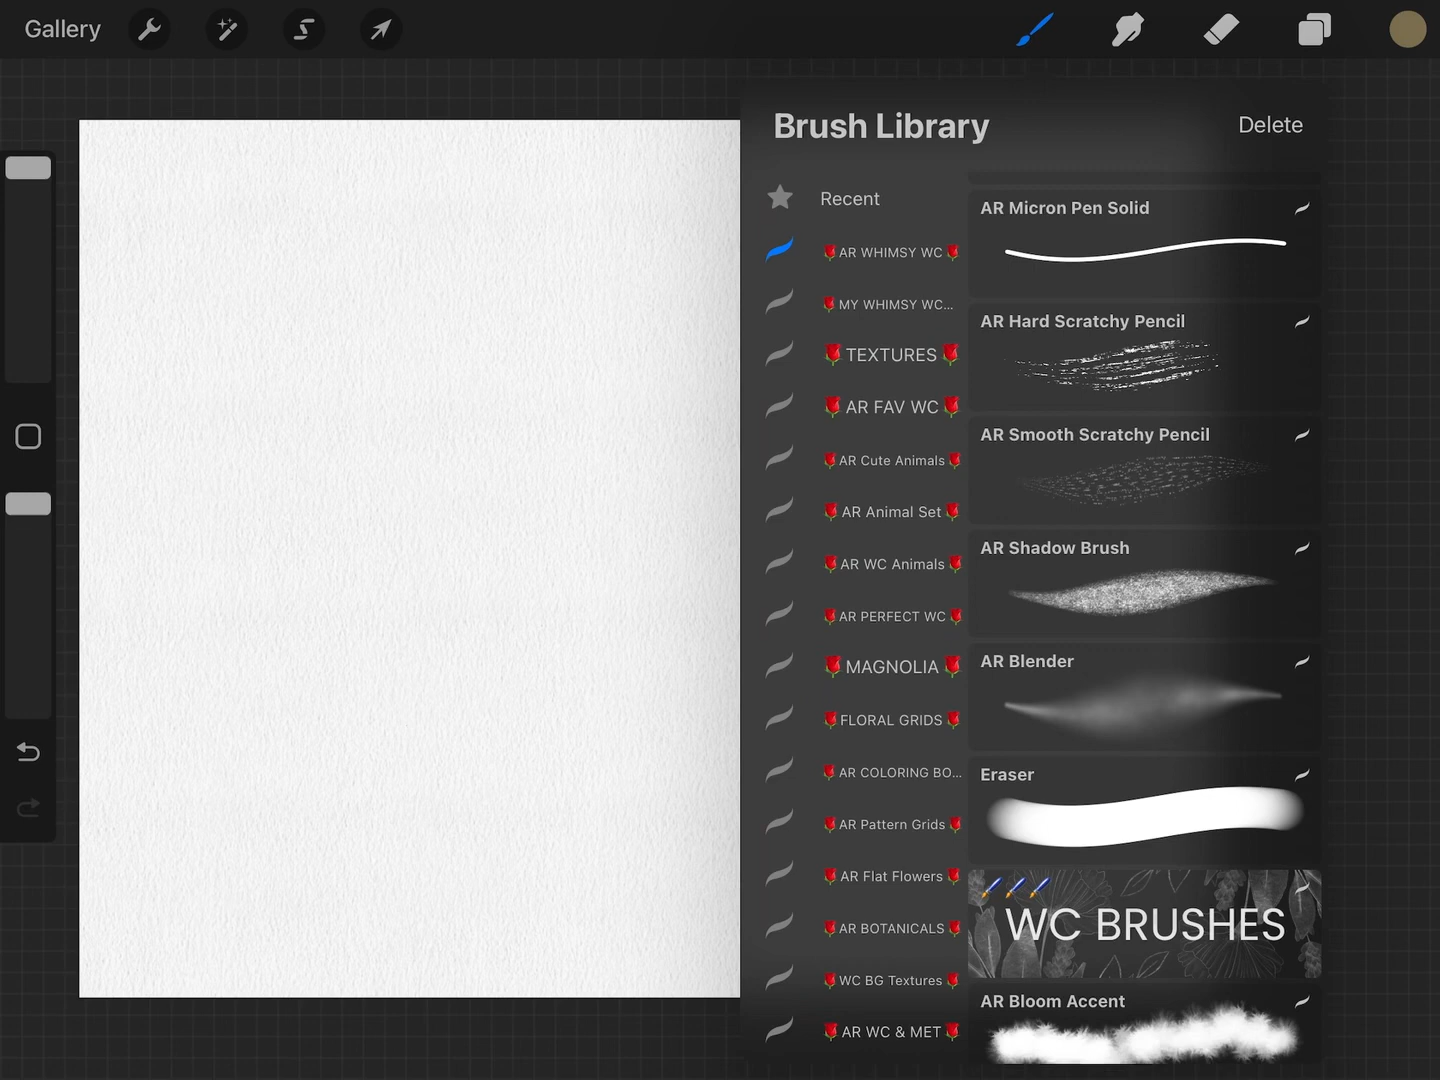 Gallery
Brush Library
Delete
Recent
🌹AR WHIMSY WC🌹
🌹MY WHIMSY WC...
🌹TEXTURES🌹
🌹AR FAV WC🌹
🌹AR Cute Animals🌹
🌹AR Animal Set🌹
🌹AR WC Animals🌹
🌹AR PERFECT WC🌹
🌹MAGNOLIA🌹
🌹FLORAL GRIDS🌹
🌹AR COLORING BO...
🌹AR Pattern Grids🌹
🌹AR Flat Flowers🌹
🌹AR BOTANICALS🌹
🌹WC BG Textures🌹
🌹AR WC & MET🌹
AR Micron Pen Solid
AR Hard Scratchy Pencil
AR Smooth Scratchy Pencil
AR Shadow Brush
AR Blender
Eraser
🖌️🖌️🖌️
WC BRUSHES
AR Bloom Accent